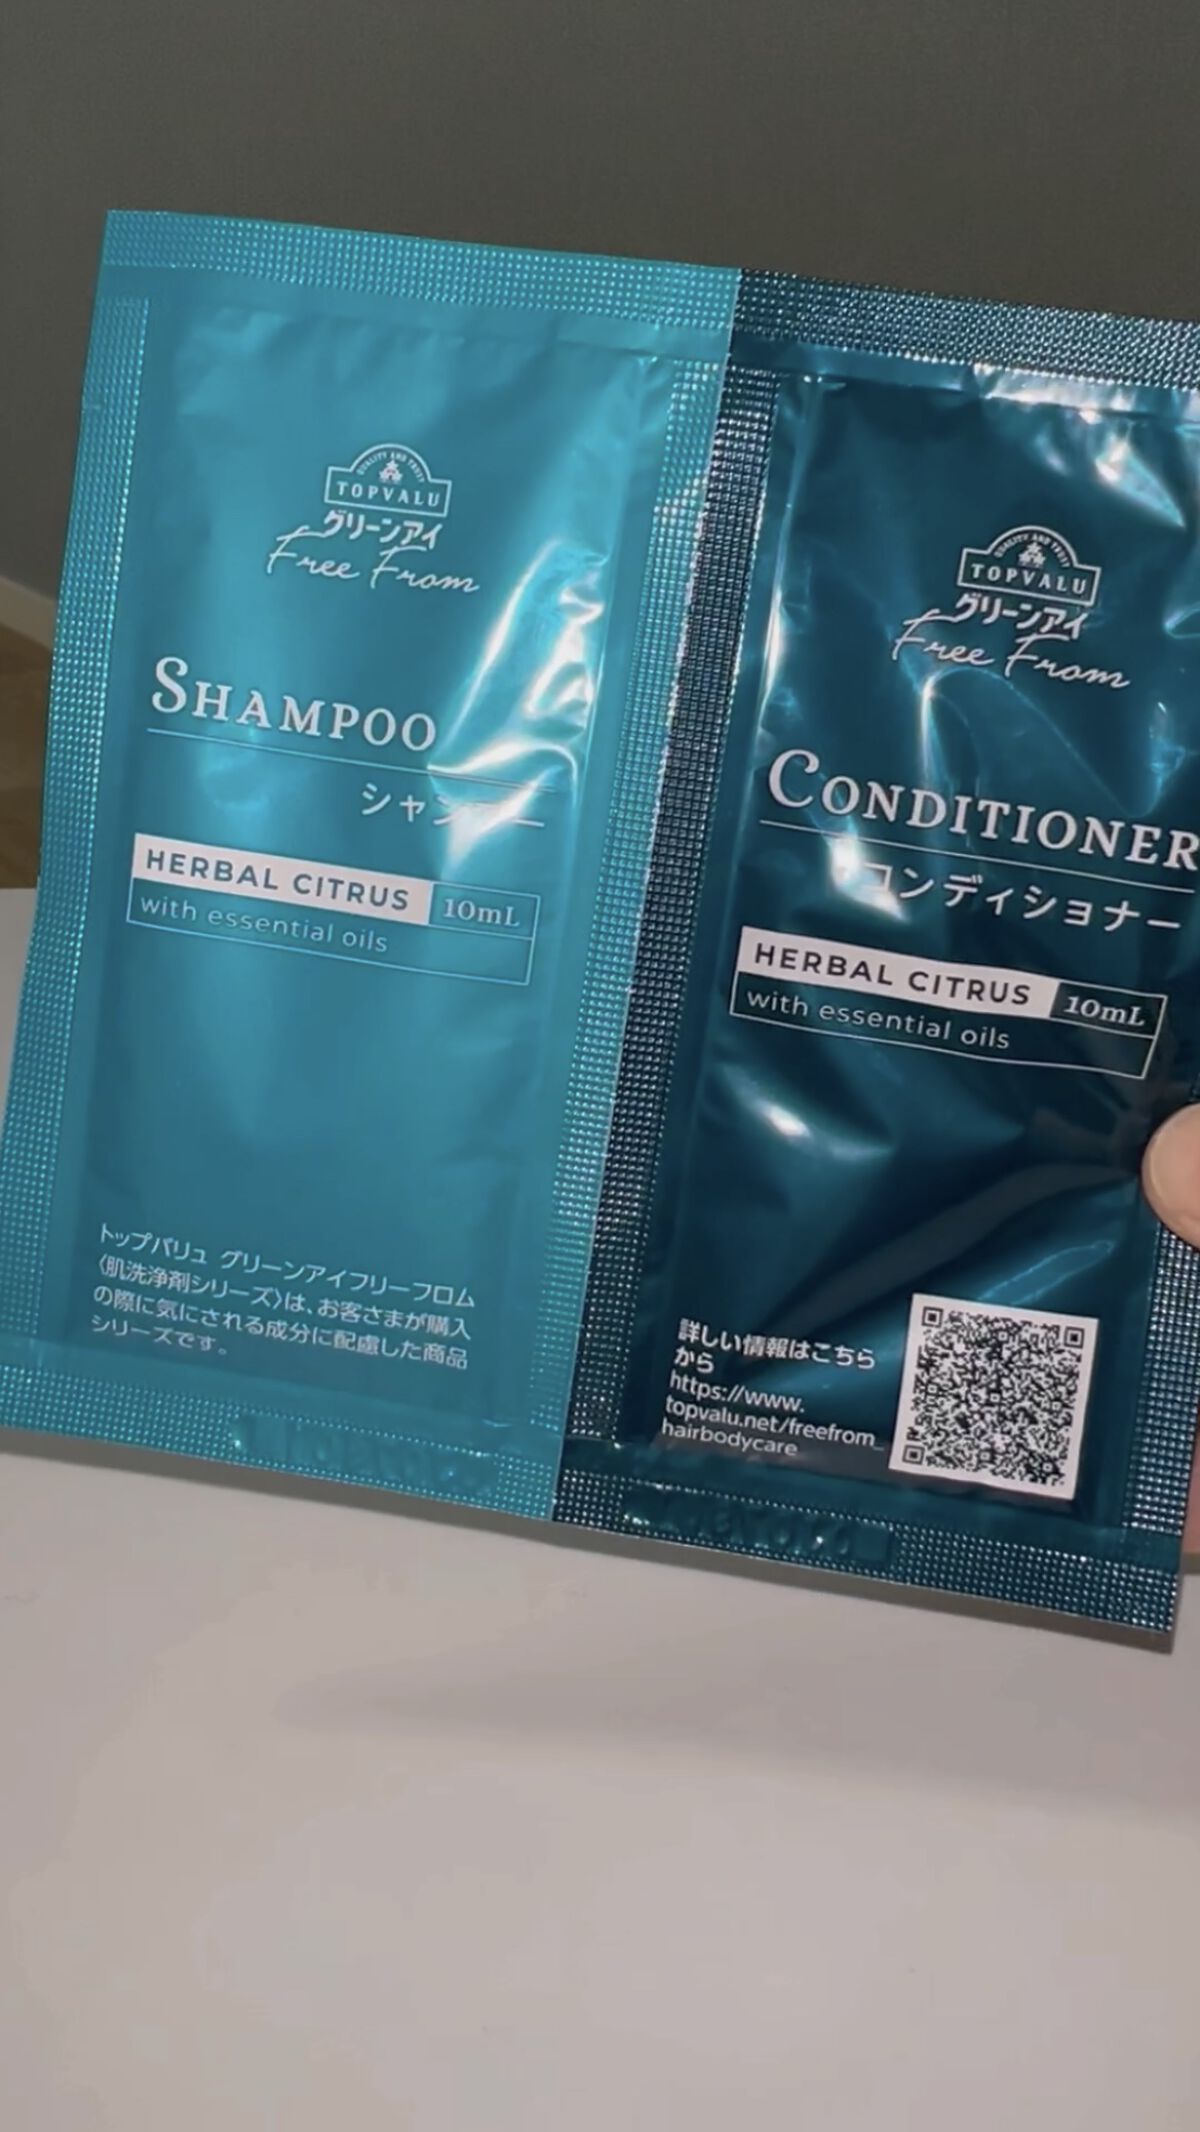 QUALITY AND TRUST
TOPVALU
グリーンアイ
Free From
SHAMPOO
HERBAL CITRUS 10mL
with essential oils
トップバリュ グリーンアイフリーフロム
〈肌洗浄剤シリーズ〉は、お客さまが購入
の際に気にされる成分に配慮した商品
シリーズです。
QUALITY AND TRUST
TOPVALU
グリーンアイ
Free From
CONDITIONER
コンディショナー
HERBAL CITRUS 10mL
with essential oils
詳しい情報はこちら
から
https://www.
topvalu.net/freefrom_
hairbodycare